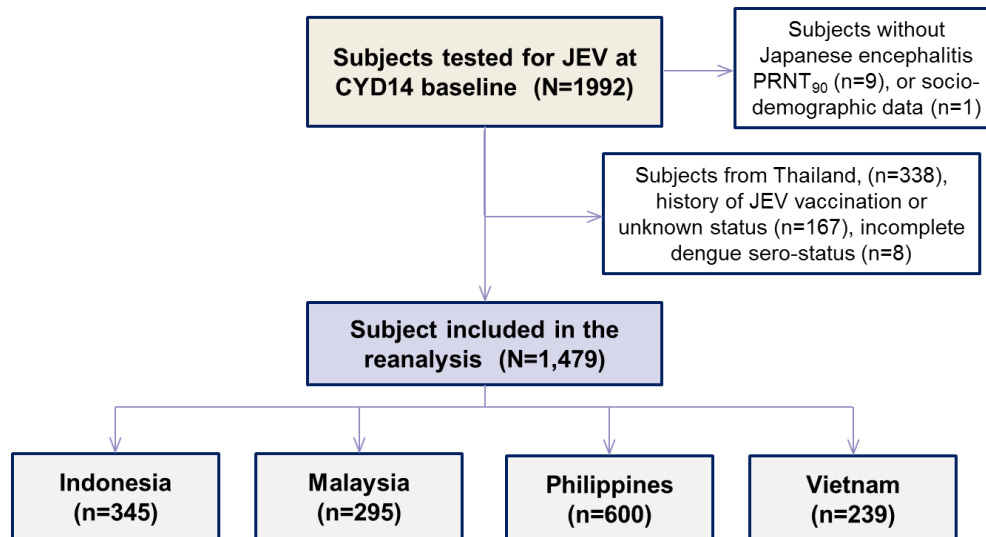 Subjects tested for JEV at
CYD14 baseline (N=1992)
Subjects without
Japanese encephalitis
PRNT₉₀ (n=9), or socio-
demographic data (n=1)
Subjects from Thailand, (n=338),
history of JEV vaccination or
unknown status (n=167), incomplete
dengue sero-status (n=8)
Subject included in the
reanalysis (N=1,479)
Indonesia
(n=345)
Malaysia
(n=295)
Philippines
(n=600)
Vietnam
(n=239)